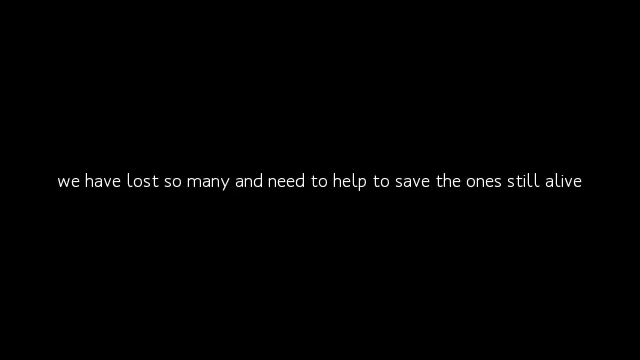 we have lost so many and need to help to save the ones still alive